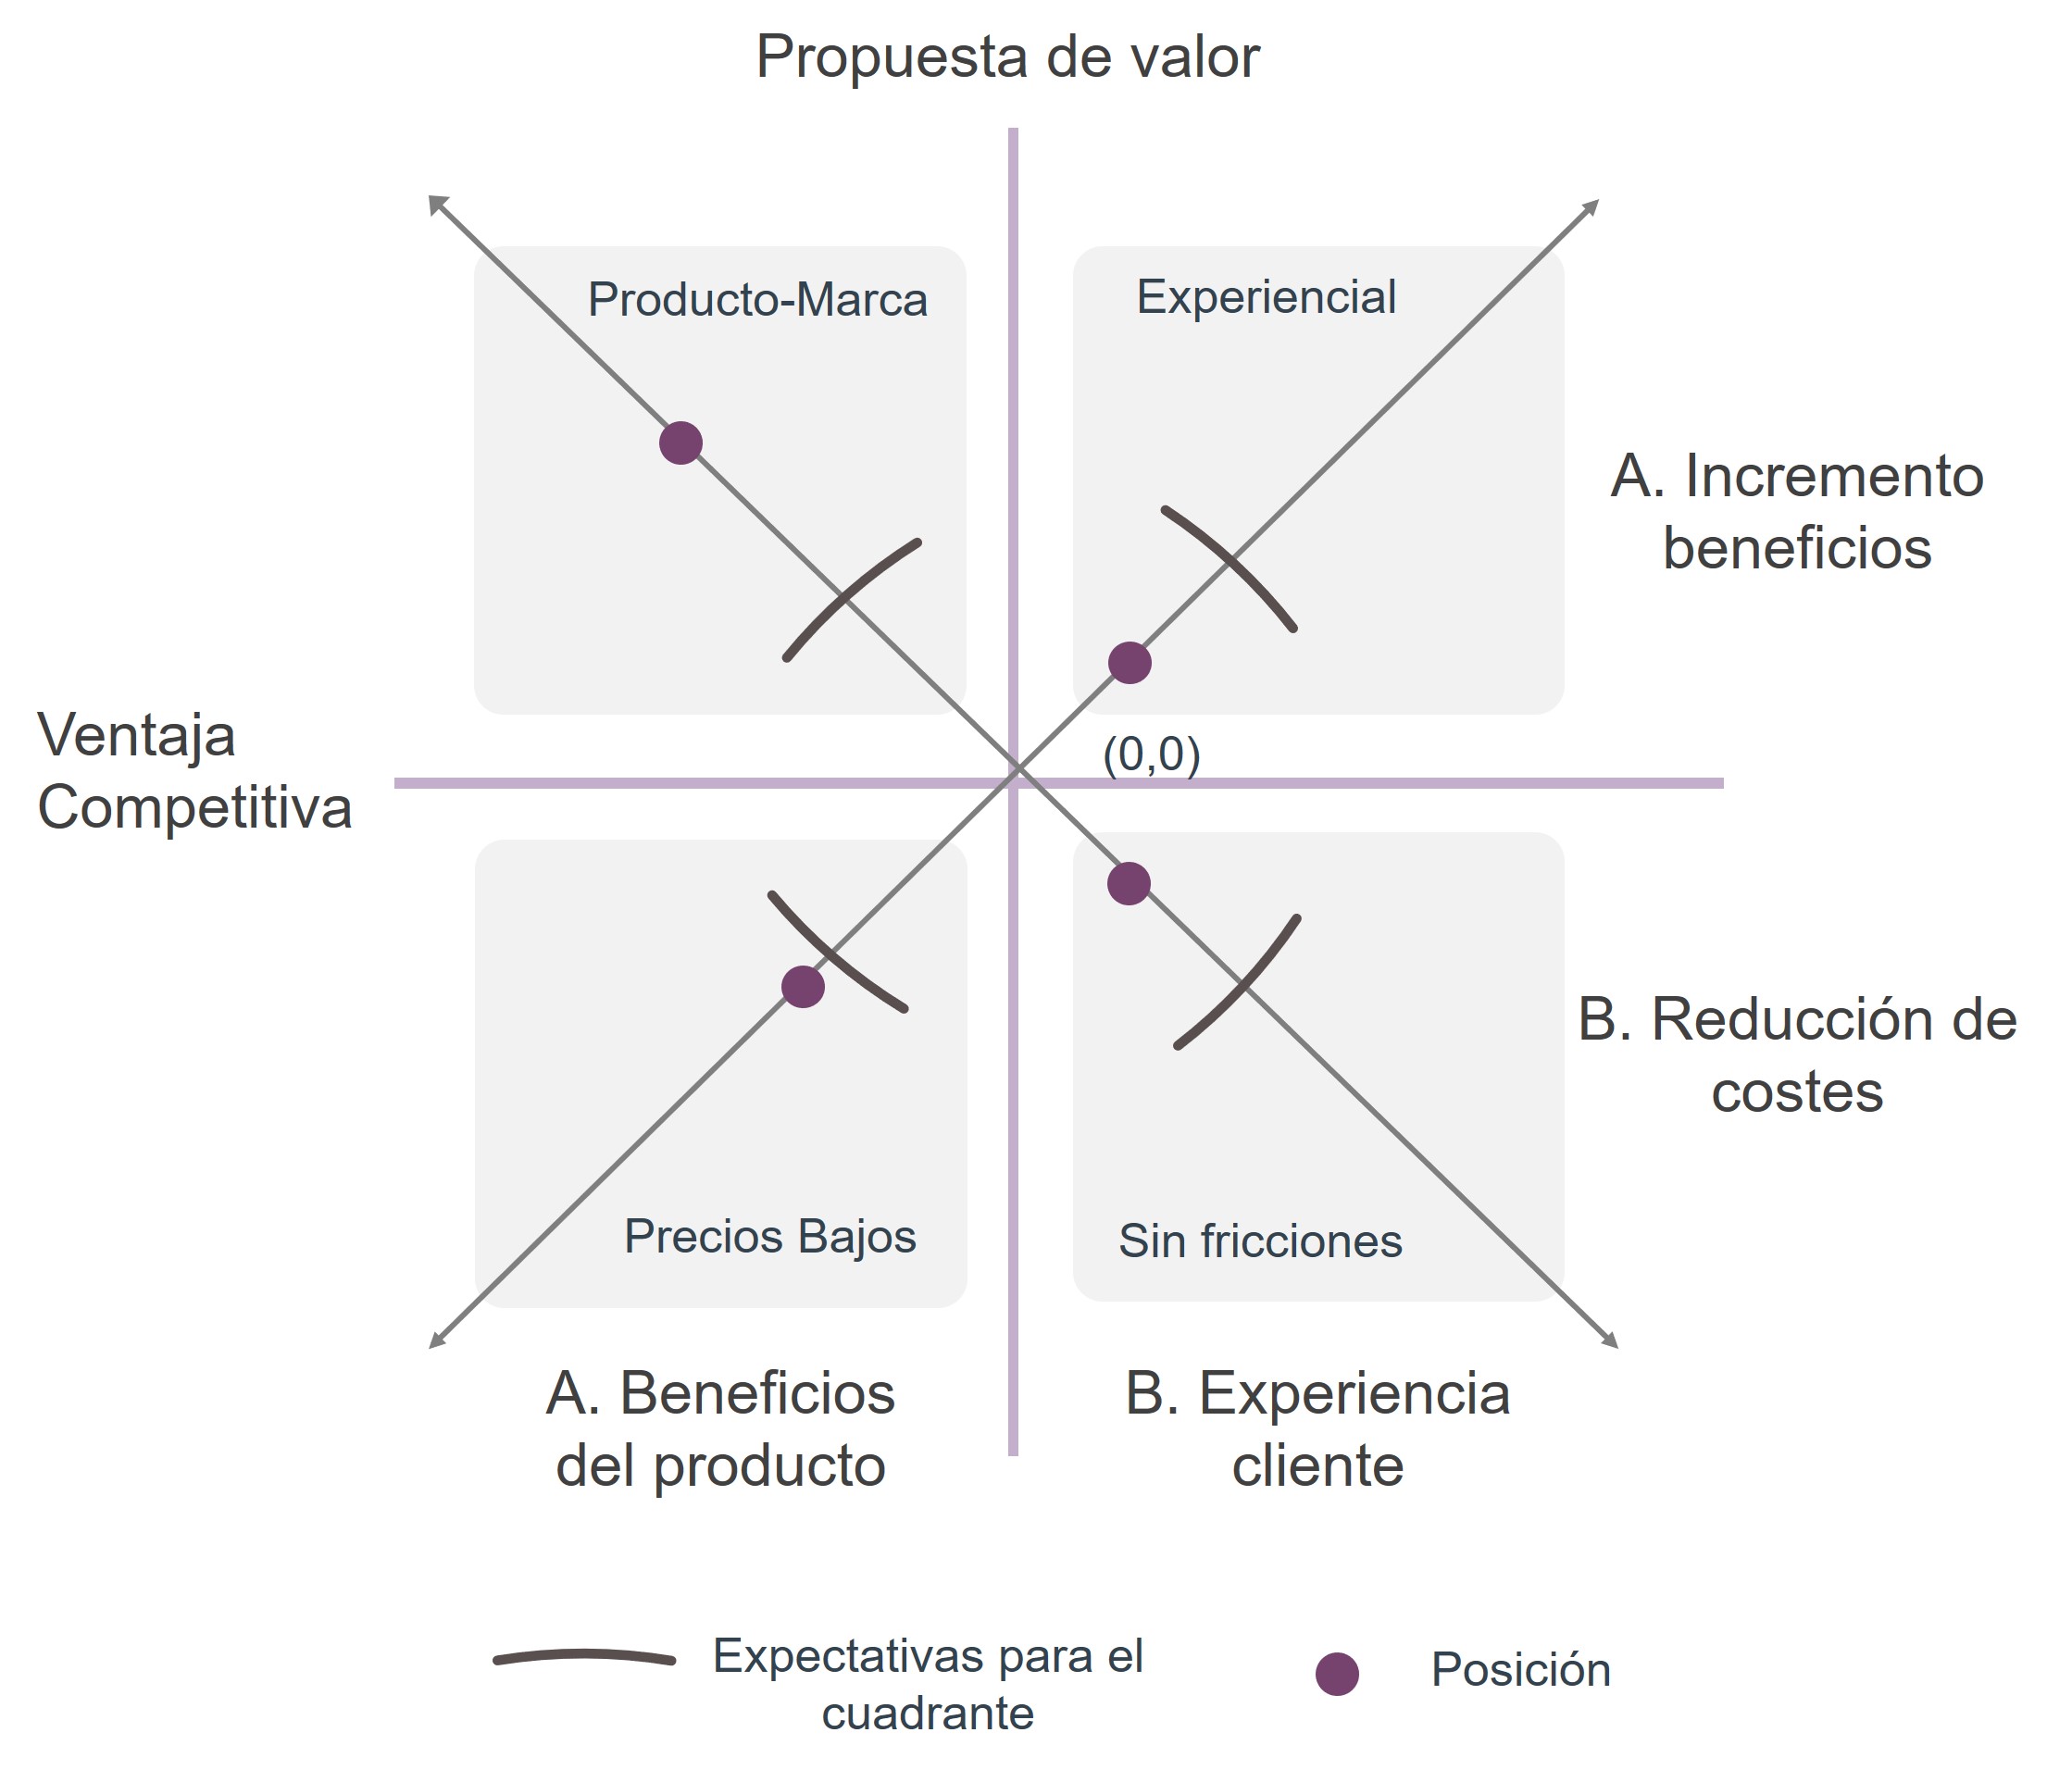 Propuesta de valor
Producto-Marca
Experiencial
A. Incremento
beneficios
Ventaja
Competitiva
(0,0)
B. Reducción de
costes
Precios Bajos
Sin fricciones
A. Beneficios
del producto
B. Experiencia
cliente
Expectativas para el
cuadrante
Posición